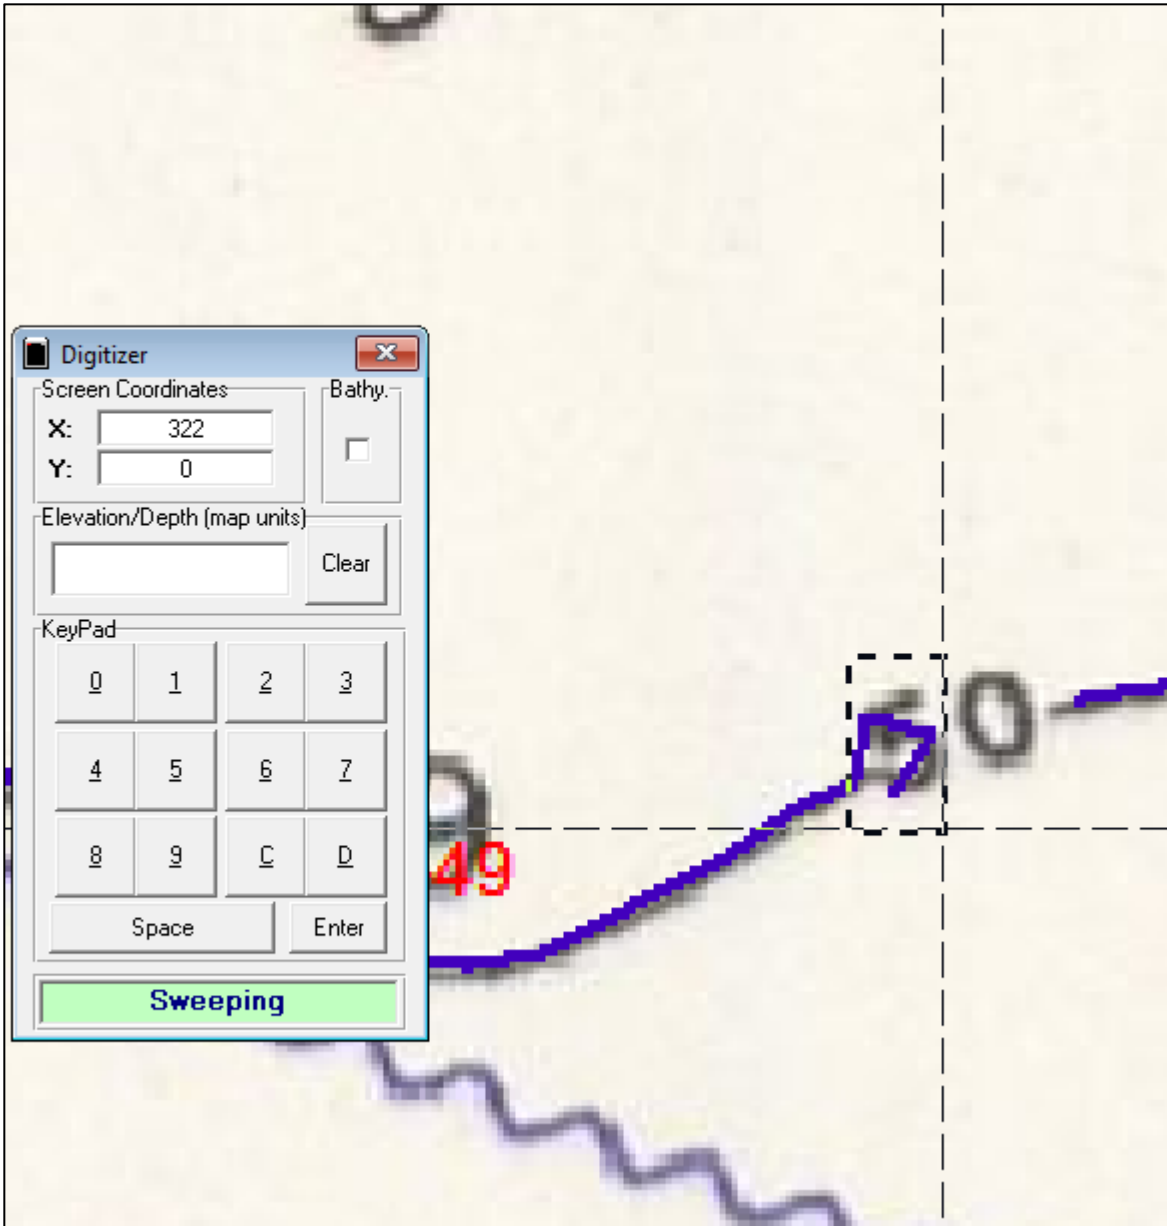 Digitizer
Screen Coordinates
Bathy.
X: 322
Y: 0
Elevation/Depth (map units)
Clear
KeyPad
0 1 2 3
4 5 6 7
8 9 C D
Space Enter
Sweeping
50
49